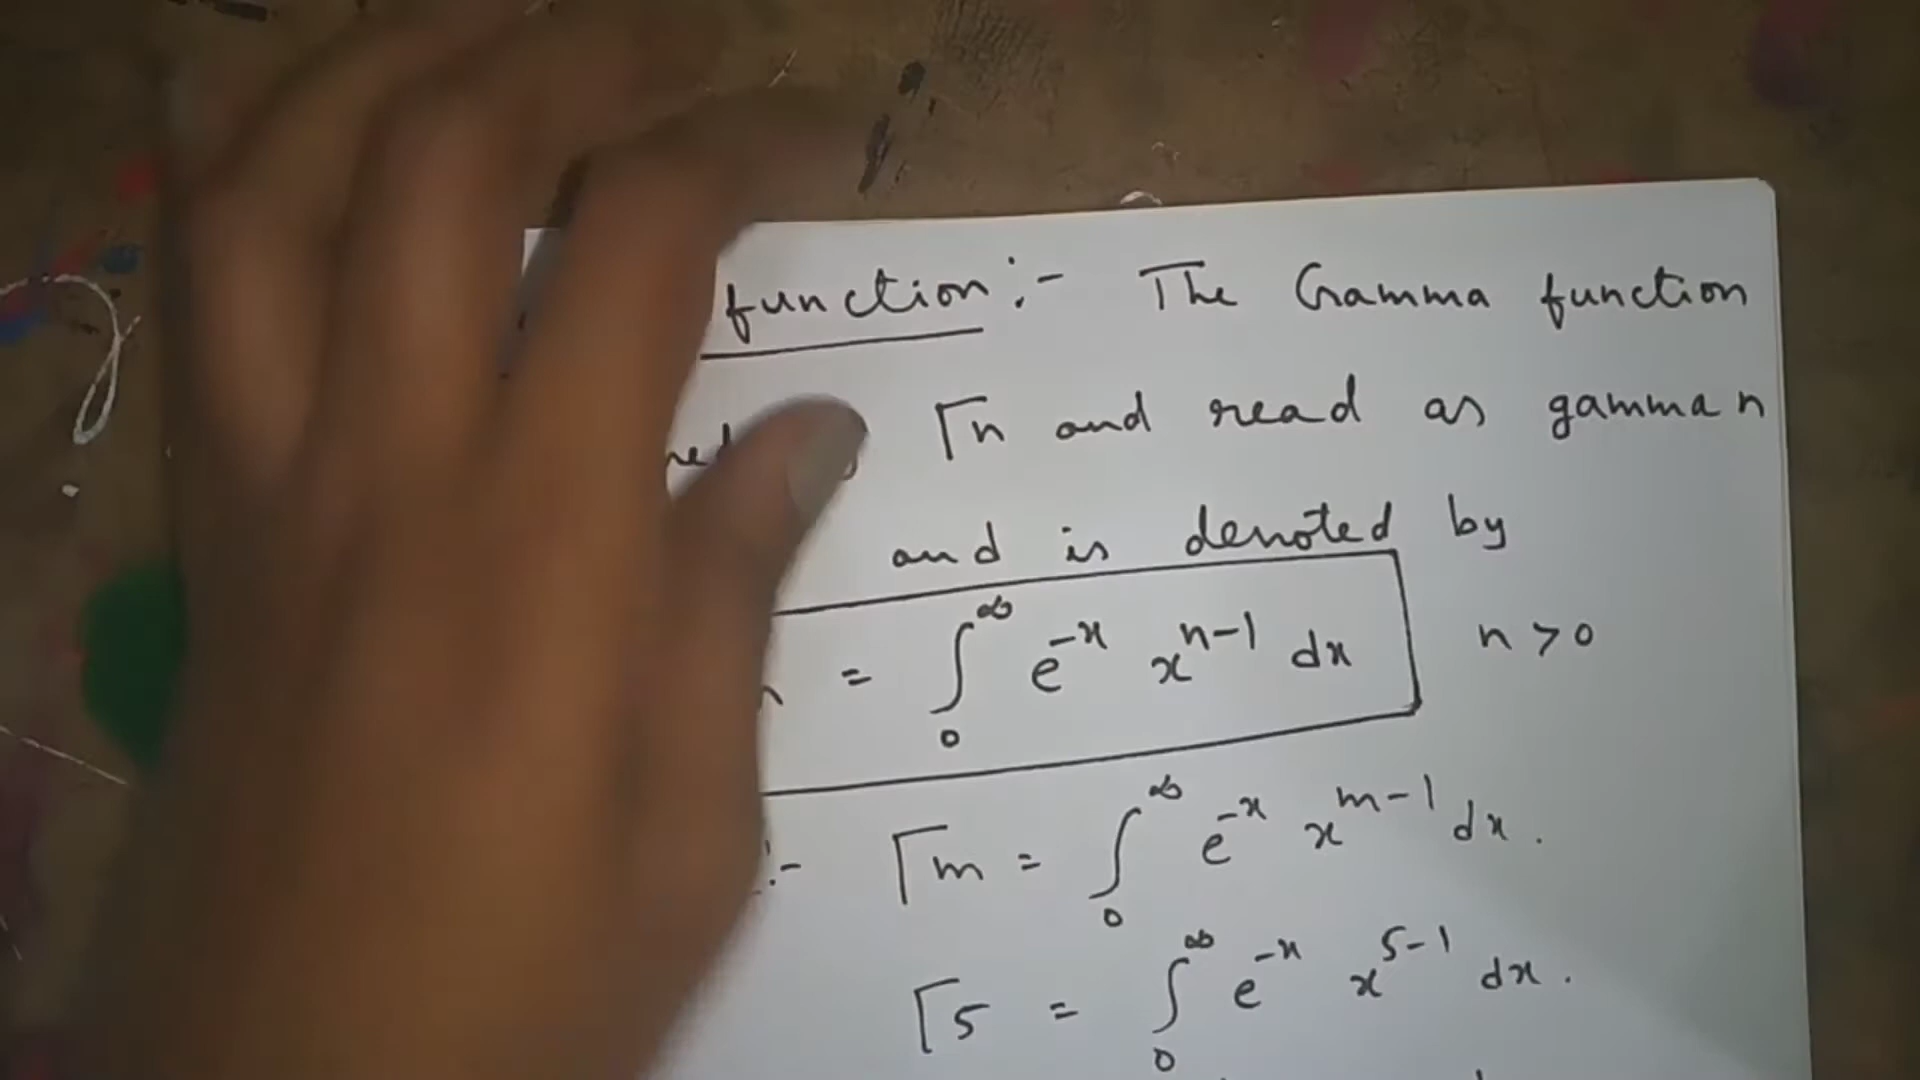 function :- The Gamma function
Γn and read as gamma n
and is denoted by
= ∫₀^∞ e^{-x} x^{n-1} dx n > 0
:- Γm = ∫₀^∞ e^{-x} x^{m-1} dx.
Γ5 = ∫₀^∞ e^{-x} x^{5-1} dx.